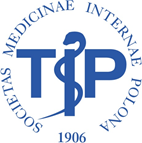 SOCIETAS MEDICINAE INTERNAE POLONA
TIP
1906